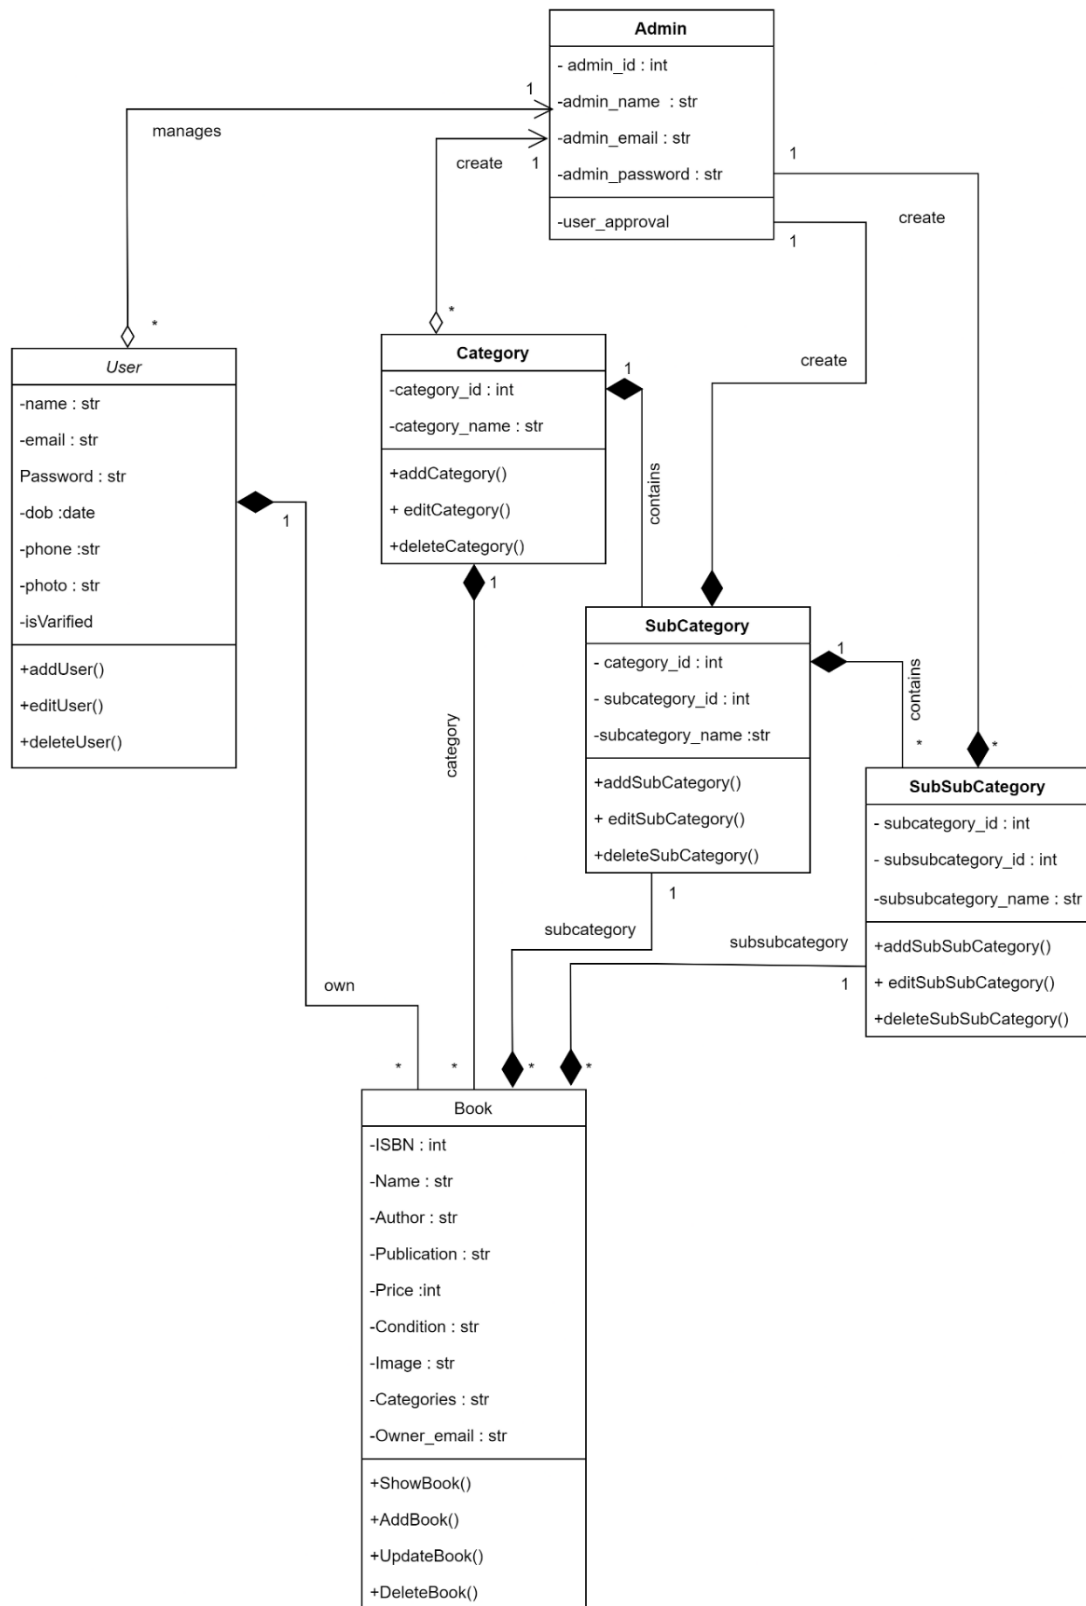 Admin
- admin_id : int
-admin_name : str
-admin_email : str
-admin_password : str
-user_approval
1
manages
*
create
1
*
1
create
*
1
create
User
-name : str
-email : str
Password : str
-dob :date
-phone :str
-photo : str
-isVarified
+addUser()
+editUser()
+deleteUser()
1
own
*
Category
-category_id : int
-category_name : str
+addCategory()
+ editCategory()
+deleteCategory()
1
contains
1
category
*
SubCategory
- category_id : int
- subcategory_id : int
-subcategory_name :str
+addSubCategory()
+ editSubCategory()
+deleteSubCategory()
1
contains
*
1
subcategory
*
SubSubCategory
- subcategory_id : int
- subsubcategory_id : int
-subsubcategory_name : str
+addSubSubCategory()
+ editSubSubCategory()
+deleteSubSubCategory()
subsubcategory
1
*
Book
-ISBN : int
-Name : str
-Author : str
-Publication : str
-Price :int
-Condition : str
-Image : str
-Categories : str
-Owner_email : str
+ShowBook()
+AddBook()
+UpdateBook()
+DeleteBook()